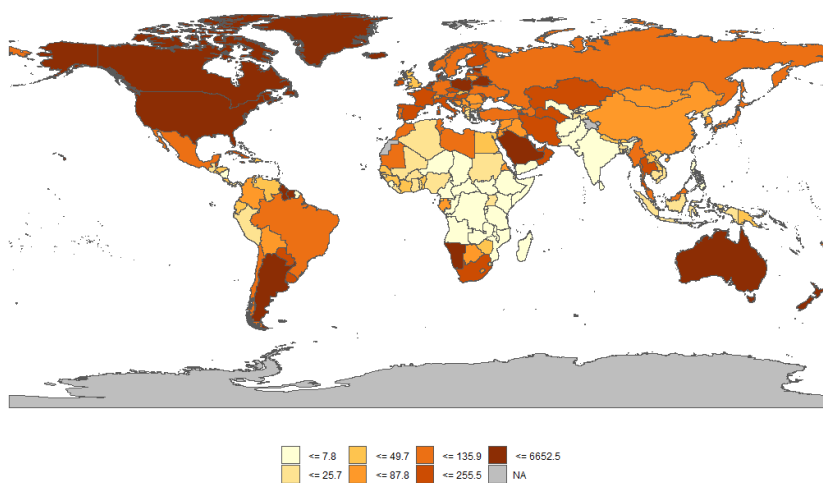 <= 7.8 <= 49.7 <= 135.9 <= 6652.5
<= 25.7 <= 87.8 <= 255.5 NA